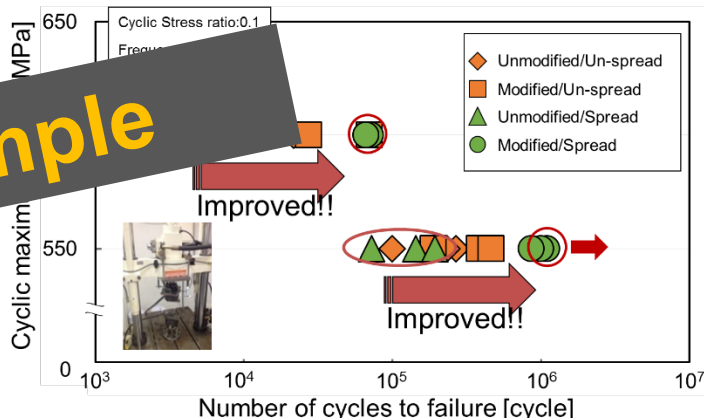 650
Cyclic Stress ratio:0.1
MPa]
Cyclic maxim
mple
Unmodified/Un-spread
Modified/Un-spread
Unmodified/Spread
Modified/Spread
Improved!!
550
Improved!!
0
10³
10⁴
10⁵
10⁶
10⁷
Number of cycles to failure [cycle]